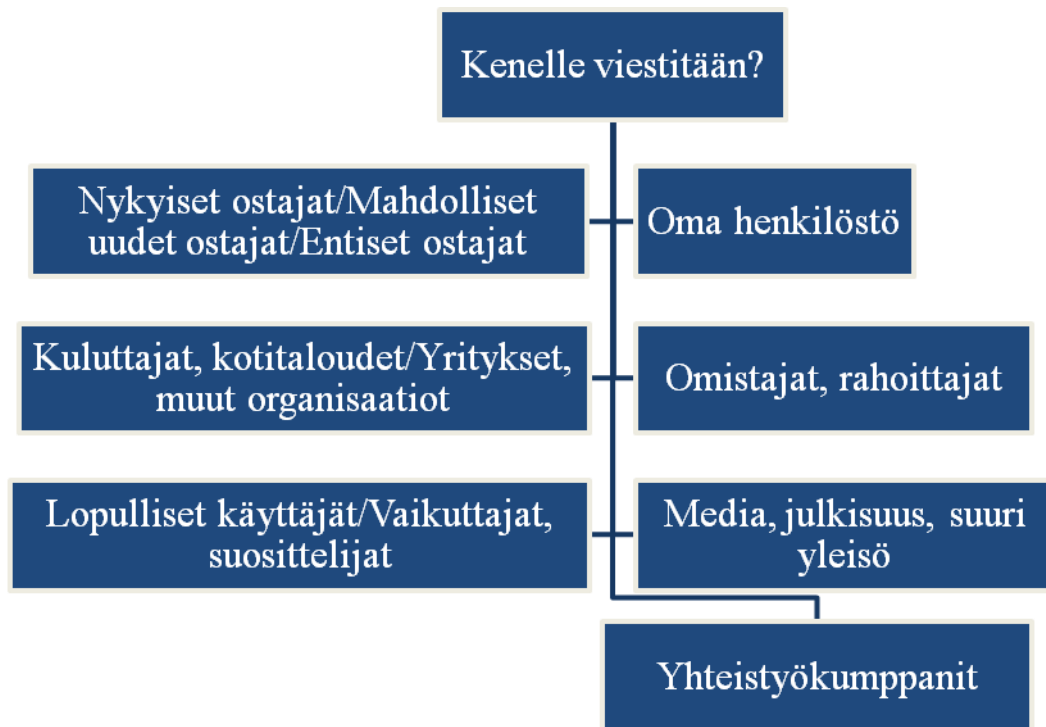 Kenelle viestitään?
Nykyiset ostajat/Mahdolliset
uudet ostajat/Entiset ostajat
Oma henkilöstö
Kuluttajat, kotitaloudet/Yritykset,
muut organisaatiot
Omistajat, rahoittajat
Lopulliset käyttäjät/Vaikuttajat,
suosittelijat
Media, julkisuus, suuri
yleisö
Yhteistyökumppanit